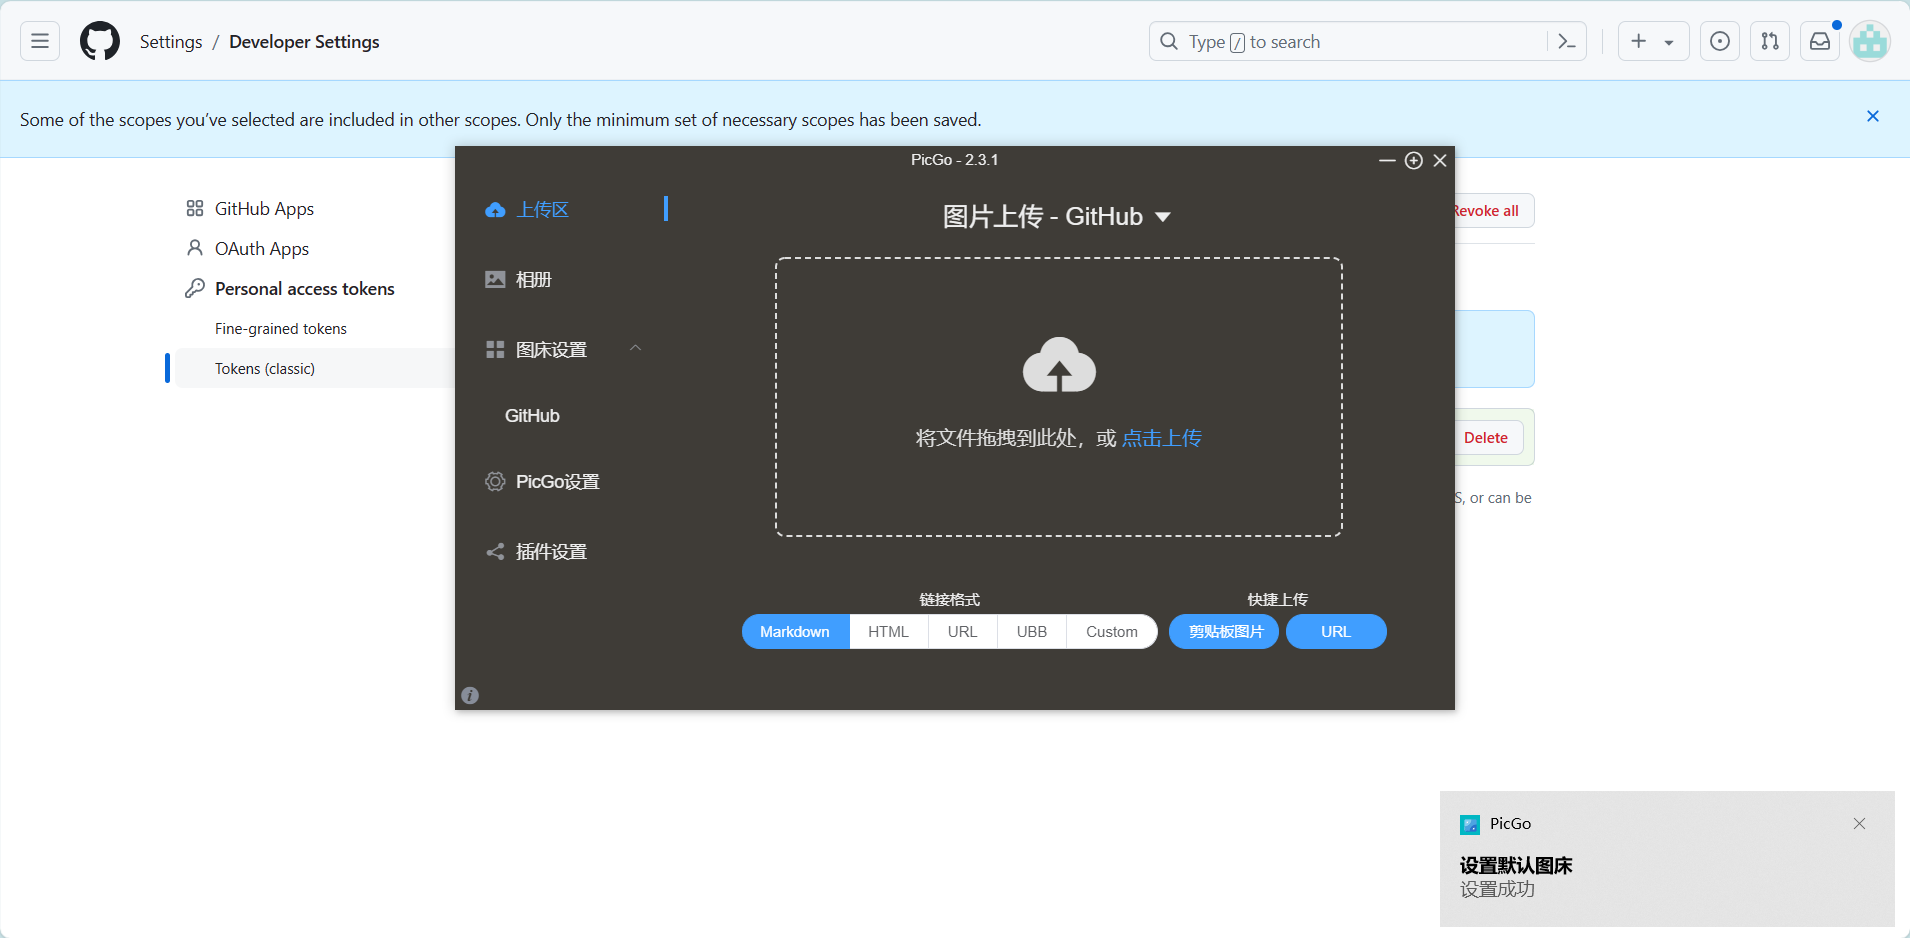 Settings / Developer Settings
Type / to search
Some of the scopes you've selected are included in other scopes. Only the minimum set of necessary scopes has been saved.
GitHub Apps
OAuth Apps
Personal access tokens
Fine-grained tokens
Tokens (classic)
Revoke all
Delete
S, or can be
PicGo - 2.3.1
上传区
相册
图床设置
GitHub
PicGo设置
插件设置
图片上传 - GitHub
将文件拖拽到此处，或 点击上传
链接格式
Markdown HTML URL UBB Custom
快捷上传
剪贴板图片 URL
PicGo
设置默认图床
设置成功